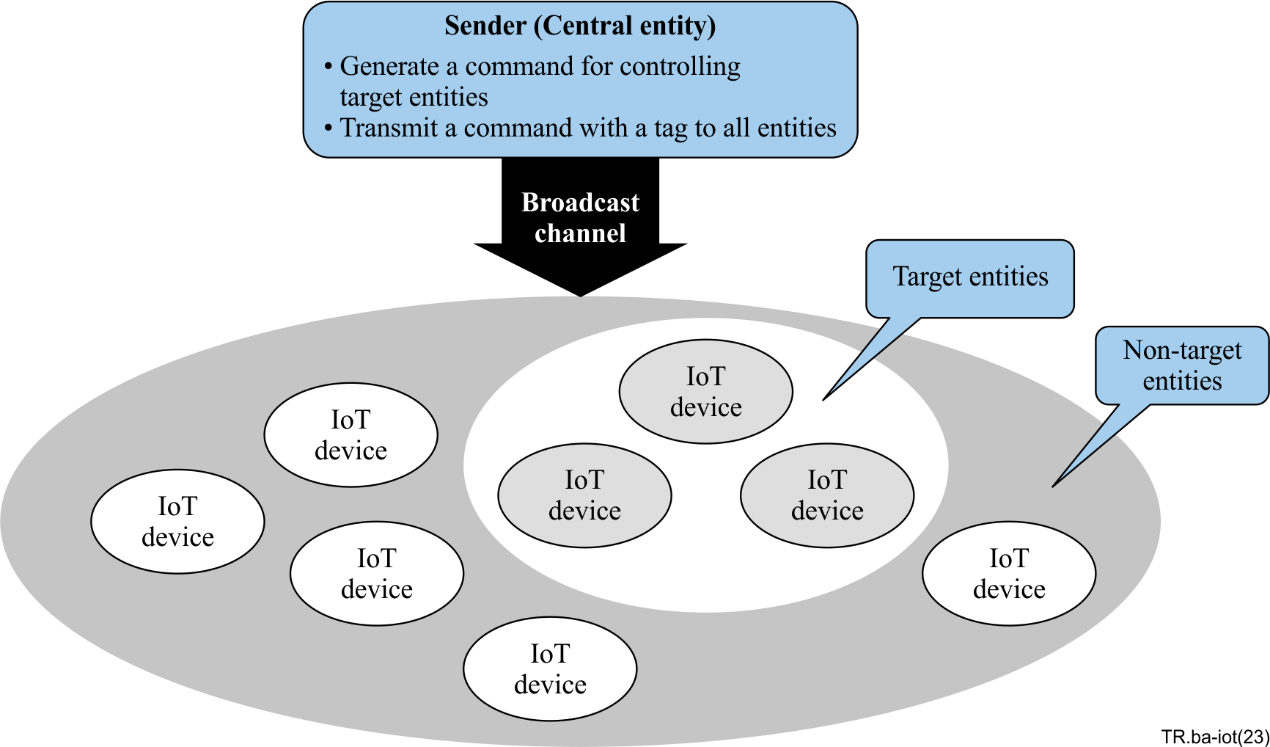 Sender (Central entity)
• Generate a command for controlling
target entities
• Transmit a command with a tag to all entities
Broadcast
channel
Target entities
Non-target
entities
IoT
device
IoT
device
IoT
device
IoT
device
IoT
device
IoT
device
IoT
device
IoT
device
TR.ba-iot(23)